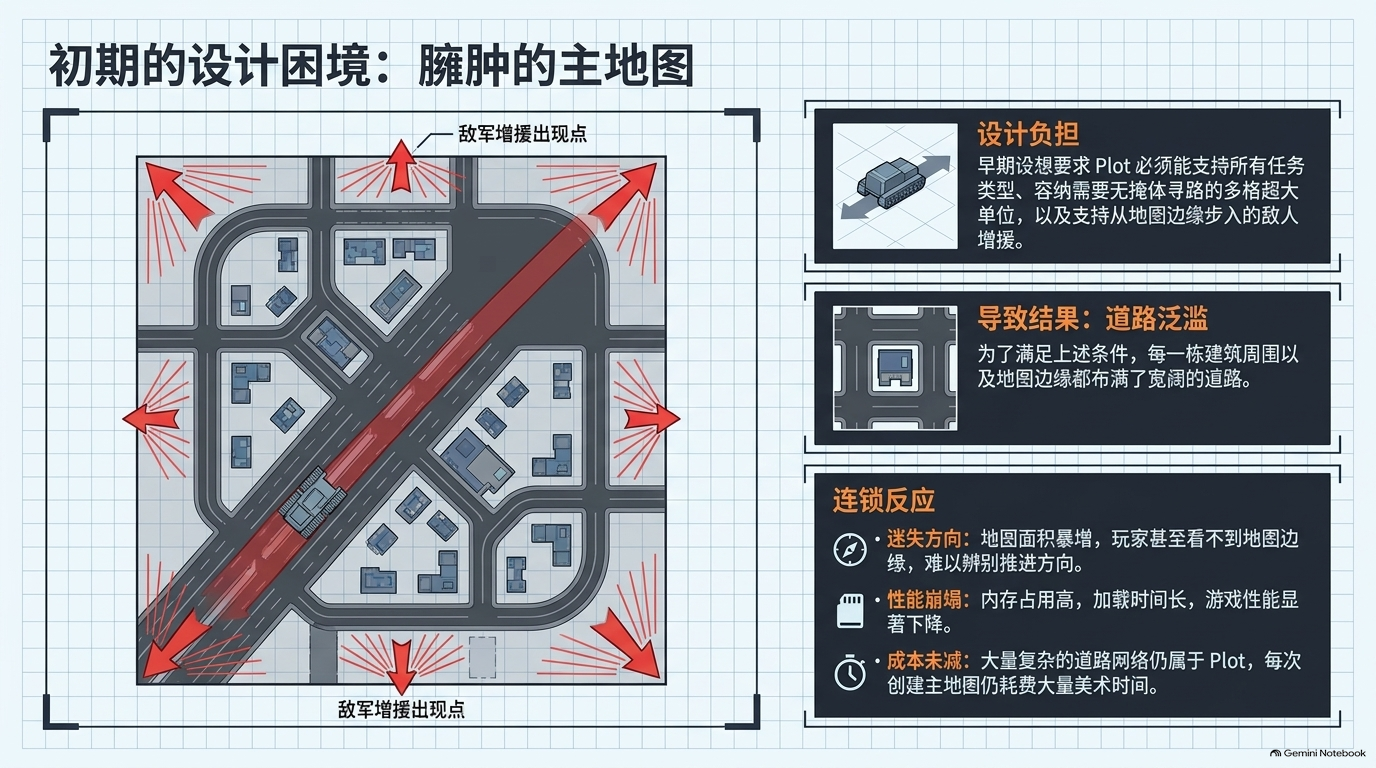 初期的设计困境：臃肿的主地图
敌军增援出现点
敌军增援出现点
设计负担
早期设想要求 Plot 必须能支持所有任务
类型、容纳需要无掩体寻路的多格超大
单位，以及支持从地图边缘步入的敌人
增援。
导致结果：道路泛滥
为了满足上述条件，每一栋建筑周围以
及地图边缘都布满了宽阔的道路。
连锁反应
• 迷失方向：地图面积暴增，玩家甚至看不到地图边
缘，难以辨别推进方向。
• 性能崩塌：内存占用高，加载时间长，游戏性能显
著下降。
• 成本未减：大量复杂的道路网络仍属于 Plot，每次
创建主地图仍耗费大量美术时间。
Gemini Notebook